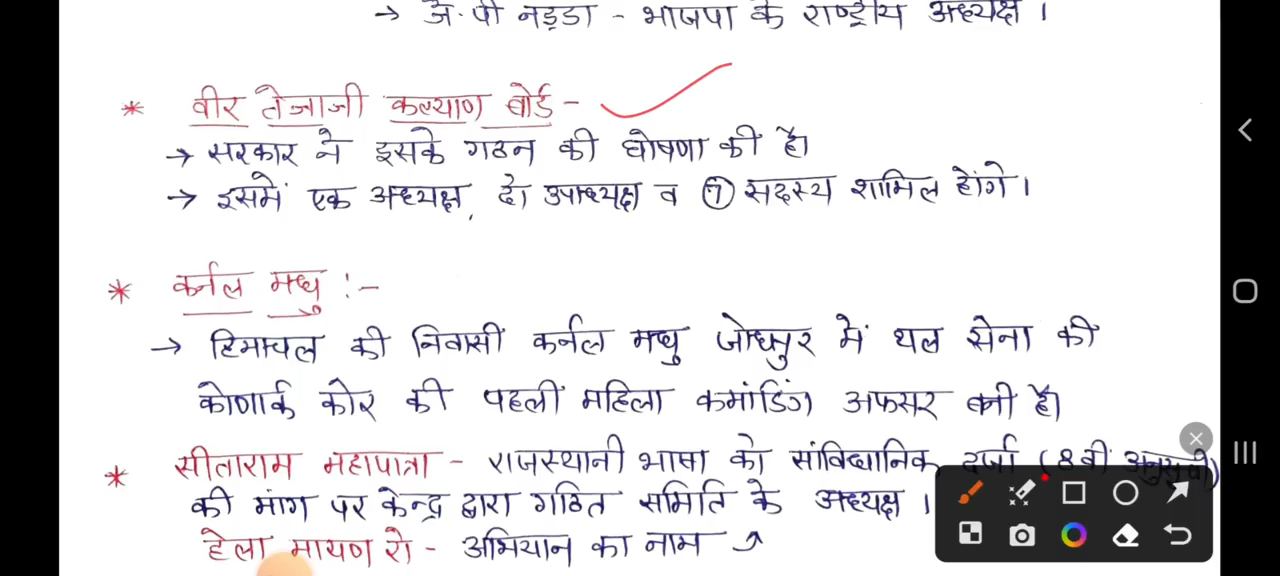 → जे. पी नड्डा - भाजपा के राष्ट्रीय अध्यक्ष ।
* वीर तेजाजी कल्याण बोर्ड -
→ सरकार ने इसके गठन की घोषणा की है।
→ इसमें एक अध्यक्ष, दो उपाध्यक्ष व 7 सदस्य शामिल होंगे ।
* कर्नल मधु :-
→ हिमाचल की निवासी कर्नल मधु जोधपुर में थल सेना की
कोणार्क कोर की पहली महिला कमांडिंग अफसर बनी है।
* सीताराम महापात्रा - राजस्थानी भाषा को संविधानिक दर्जा (8वी अनुसूची)
की मांग पर केन्द्र द्वारा गठित समिति के अध्यक्ष ।
हेला मायण रो - अभियान का नाम